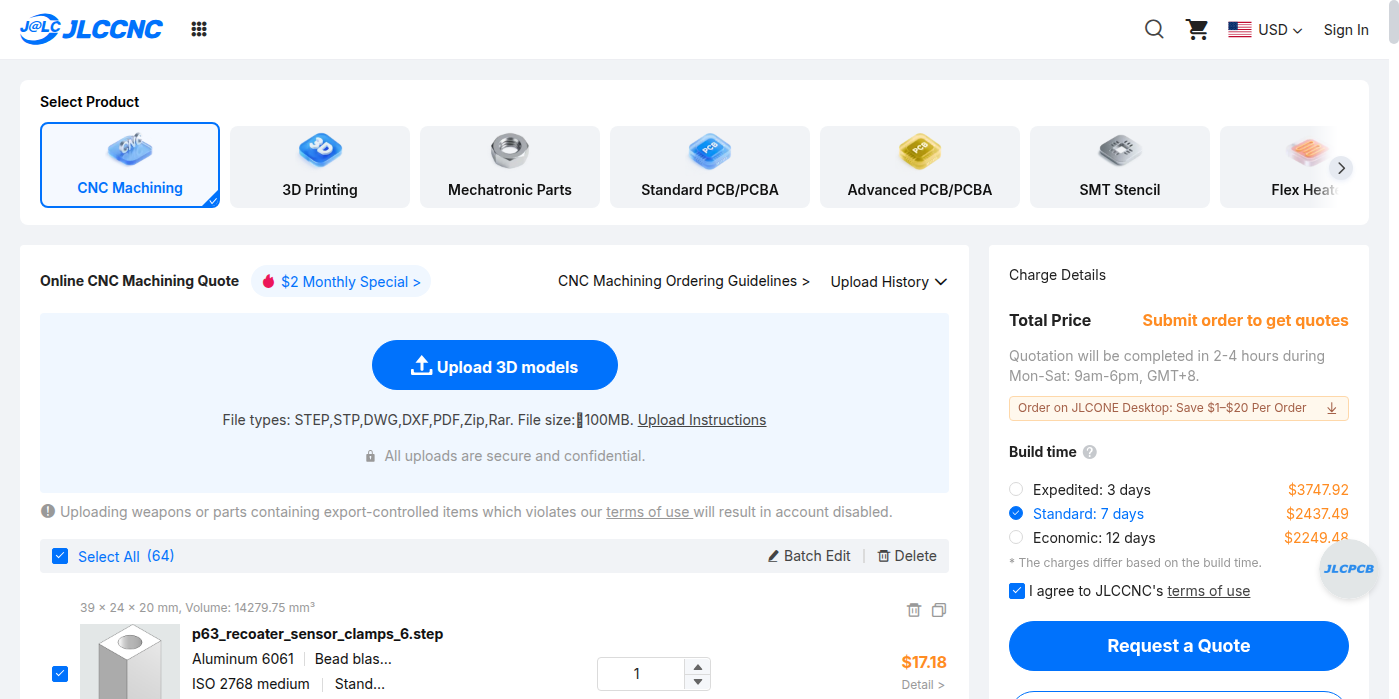 J@LC JLCCNC
USD
Sign In
Select Product
CNC
CNC Machining
3D
3D Printing
Mechatronic Parts
PCB
Standard PCB/PCBA
PCB
Advanced PCB/PCBA
SMT Stencil
Flex Heate
Online CNC Machining Quote
$2 Monthly Special >
CNC Machining Ordering Guidelines >
Upload History
Upload 3D models
File types: STEP,STP,DWG,DXF,PDF,Zip,Rar. File size:100MB. Upload Instructions
All uploads are secure and confidential.
Uploading weapons or parts containing export-controlled items which violates our terms of use will result in account disabled.
Select All (64)
Batch Edit
Delete
39 × 24 × 20 mm, Volume: 14279.75 mm³
p63_recoater_sensor_clamps_6.step
Aluminum 6061 | Bead blas...
ISO 2768 medium | Stand...
1
$17.18
Detail >
Charge Details
Total Price Submit order to get quotes
Quotation will be completed in 2-4 hours during
Mon-Sat: 9am-6pm, GMT+8.
Order on JLCONE Desktop: Save $1–$20 Per Order
Build time ?
Expedited: 3 days $3747.92
Standard: 7 days $2437.49
Economic: 12 days $2249.48
* The charges differ based on the build time.
JLCPCB
I agree to JLCCNC's terms of use
Request a Quote